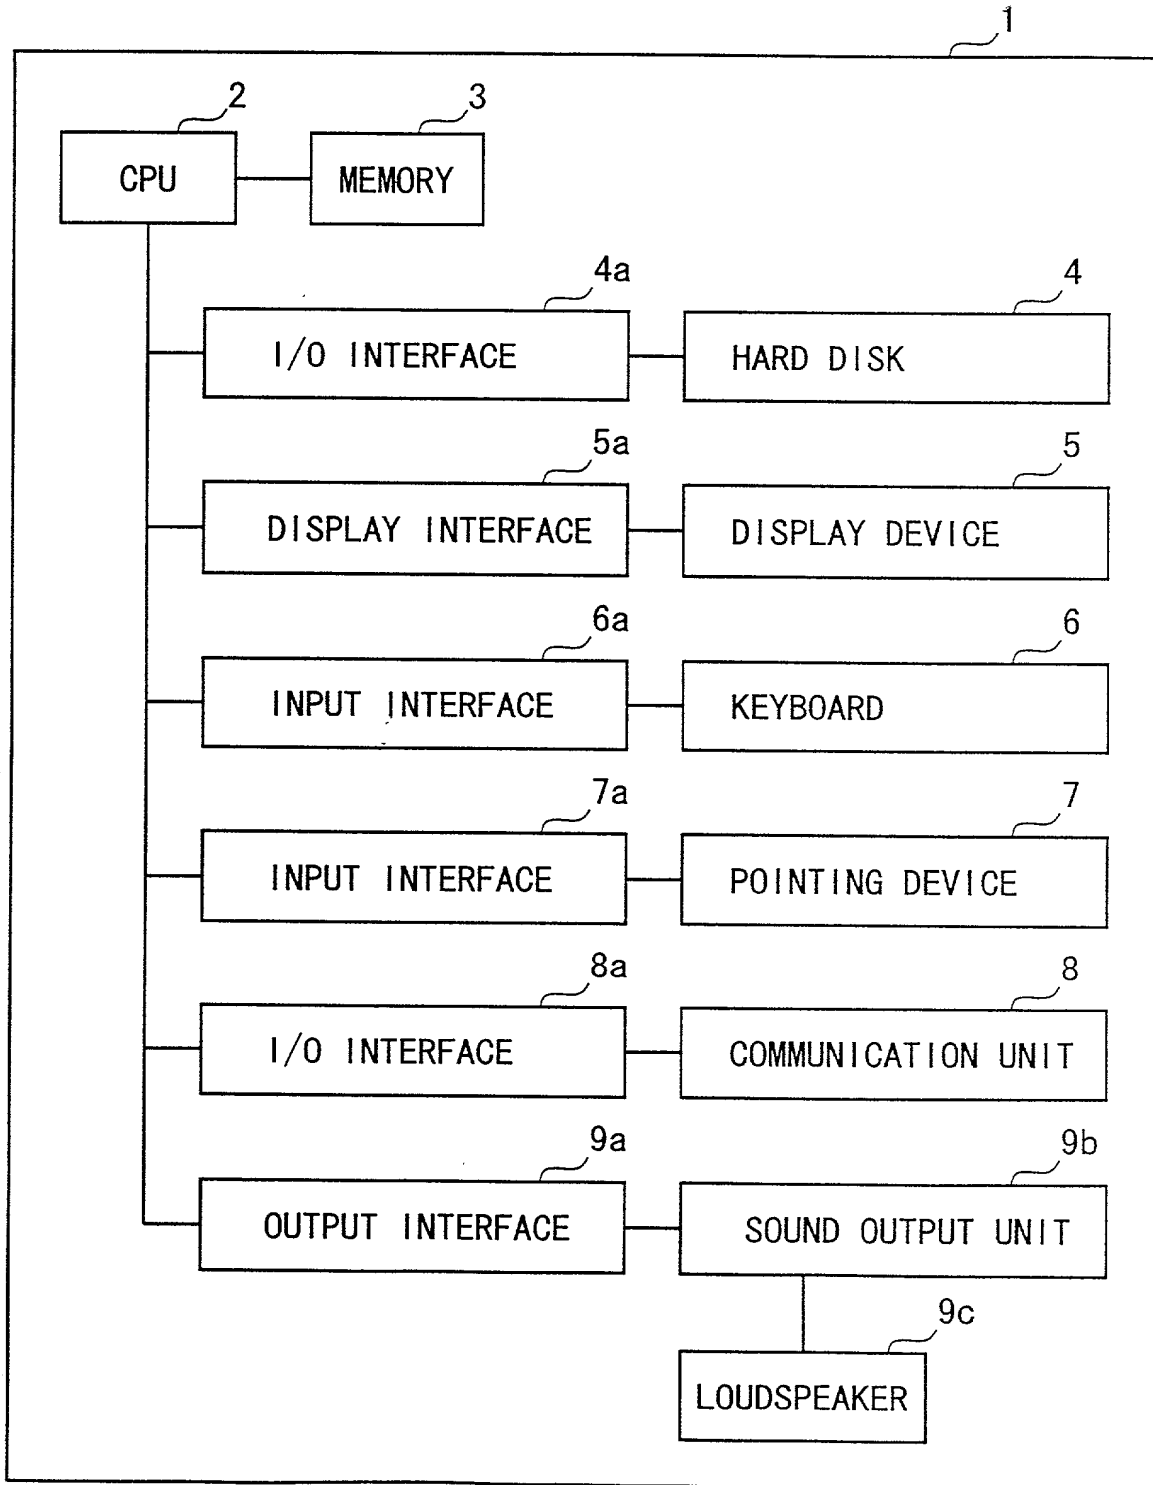 1
2
3
CPU
MEMORY
4a
4
I/O INTERFACE
HARD DISK
5a
5
DISPLAY INTERFACE
DISPLAY DEVICE
6a
6
INPUT INTERFACE
KEYBOARD
7a
7
INPUT INTERFACE
POINTING DEVICE
8a
8
I/O INTERFACE
COMMUNICATION UNIT
9a
9b
OUTPUT INTERFACE
SOUND OUTPUT UNIT
9c
LOUDSPEAKER